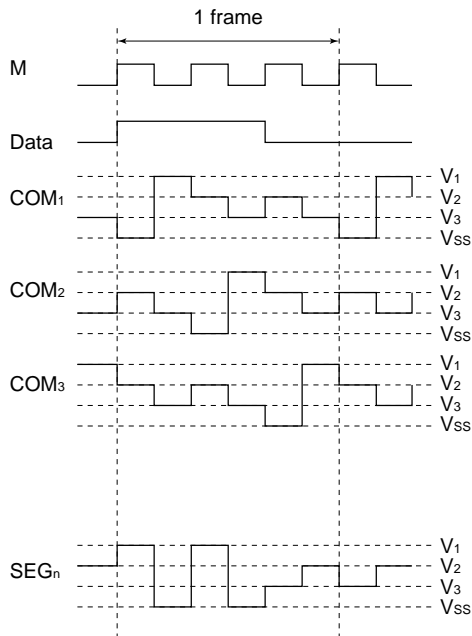 1 frame
M
Data
V1
COM1
V2
V3
VSS
V1
COM2
V2
V3
VSS
V1
COM3
V2
V3
VSS
V1
SEGn
V2
V3
VSS